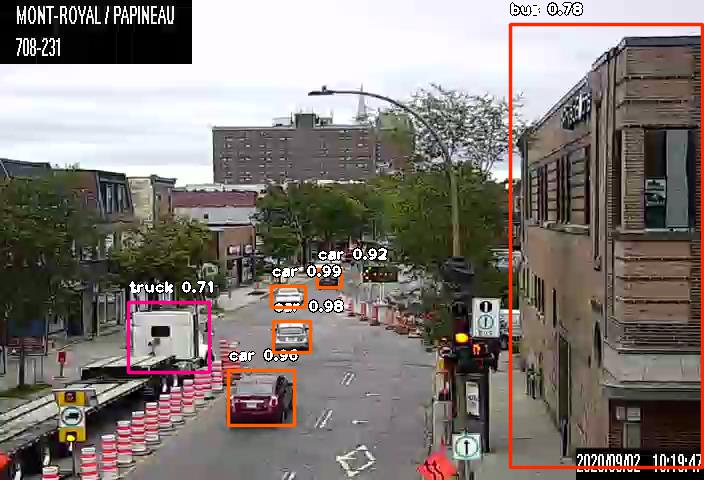 MONT-ROYAL / PAPINEAU
708-231
bus 0.78
car 0.92
car 0.99
truck 0.71
car 0.98
car 0.96
2020/09/02 10:19:47